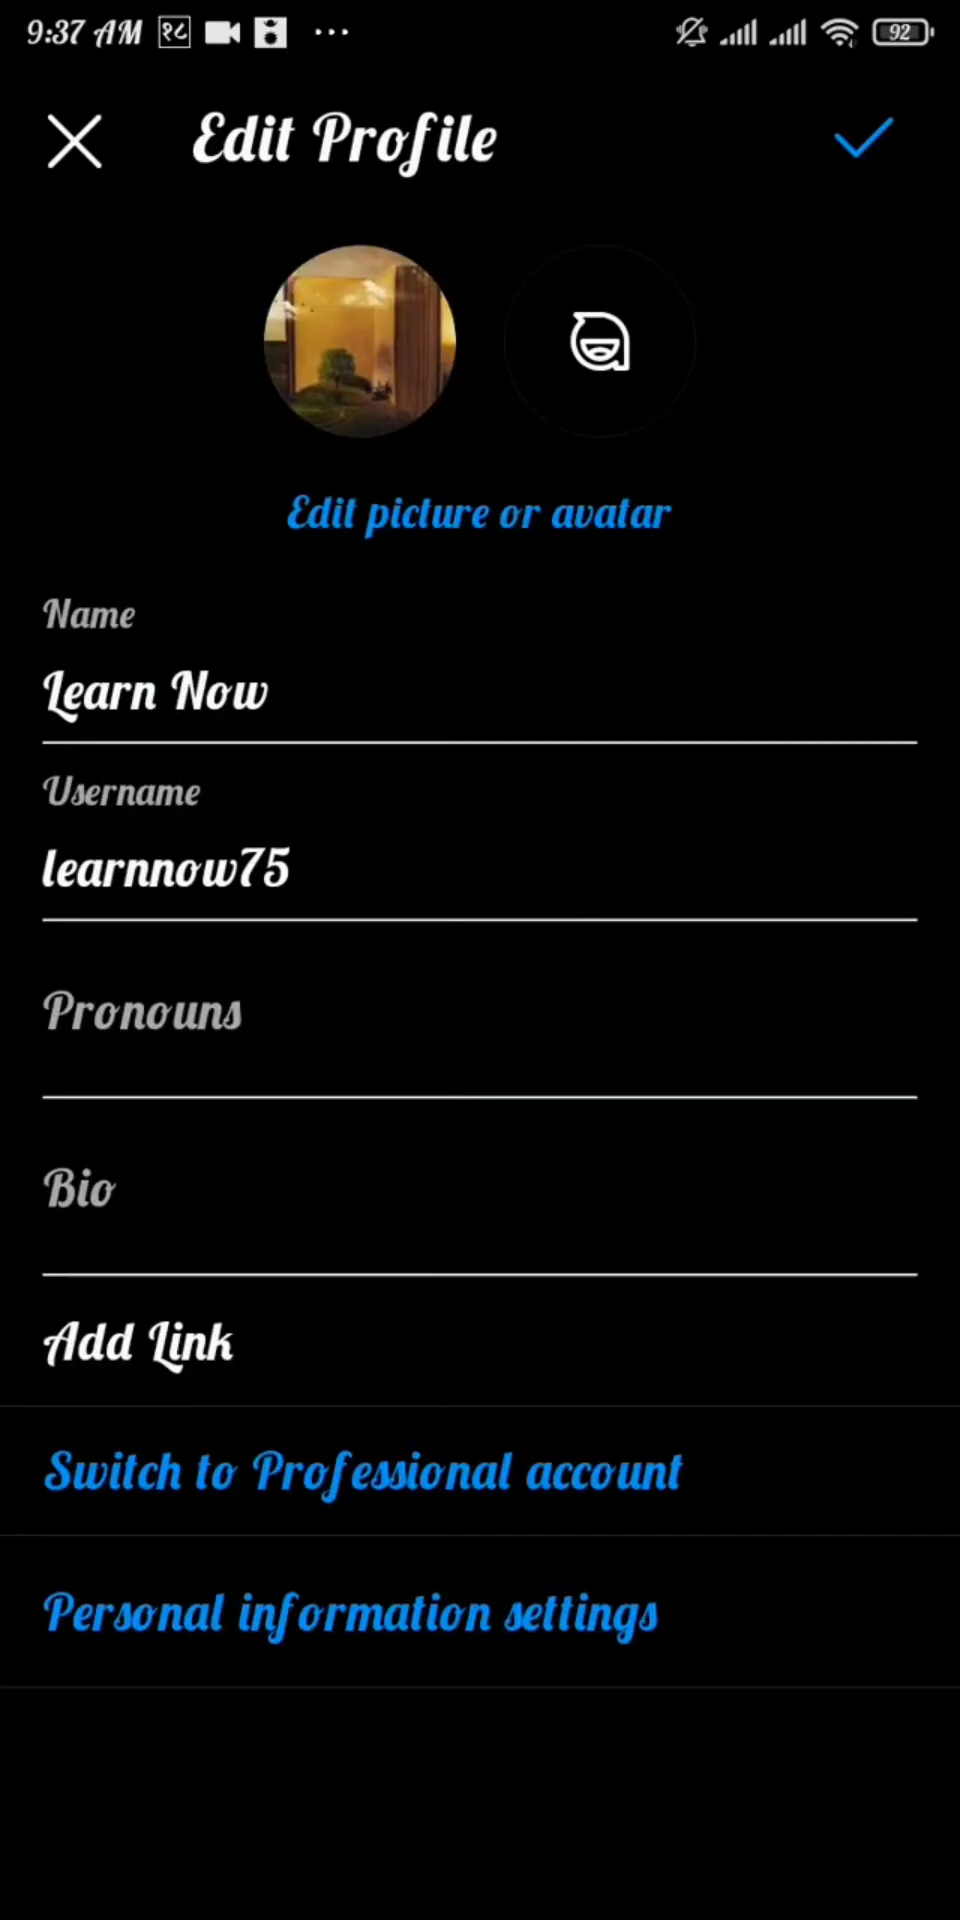 9:37 AM २८ ... 92
Edit Profile
Edit picture or avatar
Name
Learn Now
Username
learnnow75
Pronouns
Bio
Add Link
Switch to Professional account
Personal information settings